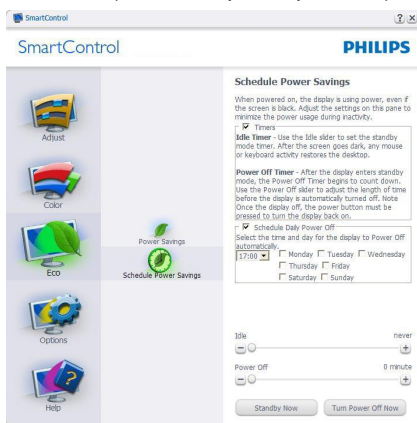 SmartControl
SmartControl
PHILIPS
Adjust
Color
Eco
Options
Help
Power Savings
Schedule Power Savings
Schedule Power Savings
When powered on, the display is using power, even if
the screen is black. Adjust the settings on this pane to
minimize the power usage during inactivity.
Timers
Idle Timer - Use the Idle slider to set the standby
mode timer. After the screen goes dark, any mouse
or keyboard activity restores the desktop.
Power Off Timer - After the display enters standby
mode, the Power Off Timer begins to count down.
Use the Power Off slider to adjust the length of time
before the display is automatically turned off. Note
Once the display off, the power button must be
pressed to turn the display back on.
Schedule Daily Power Off
Select the time and day for the display to Power Off
automatically.
17:00 Monday Tuesday Wednesday
Thursday Friday
Saturday Sunday
Idle never
Power Off 0 minute
Standby Now Turn Power Off Now